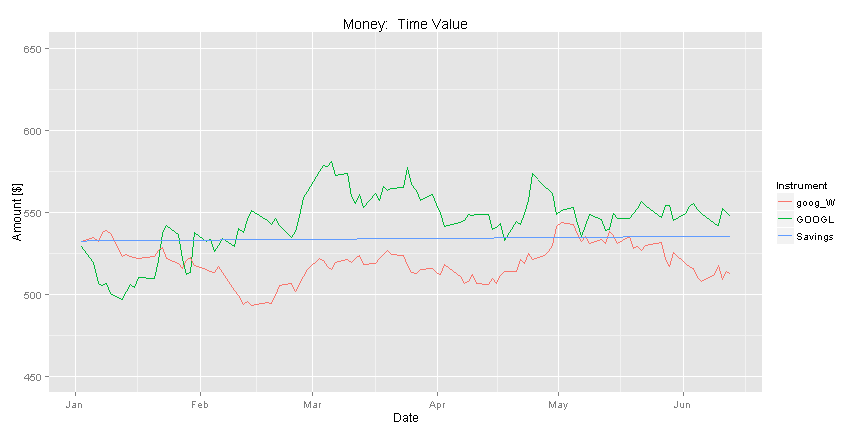 Money: Time Value
650
600
550
500
450
Amount [$]
Jan Feb Mar Apr May Jun
Date
Instrument
goog_W
GOOGL
Savings